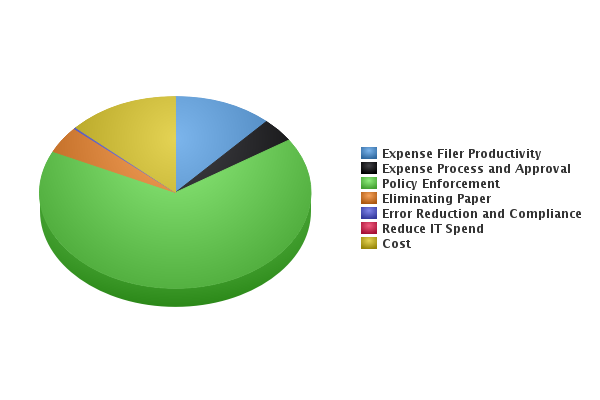 Expense Filer Productivity
Expense Process and Approval
Policy Enforcement
Eliminating Paper
Error Reduction and Compliance
Reduce IT Spend
Cost